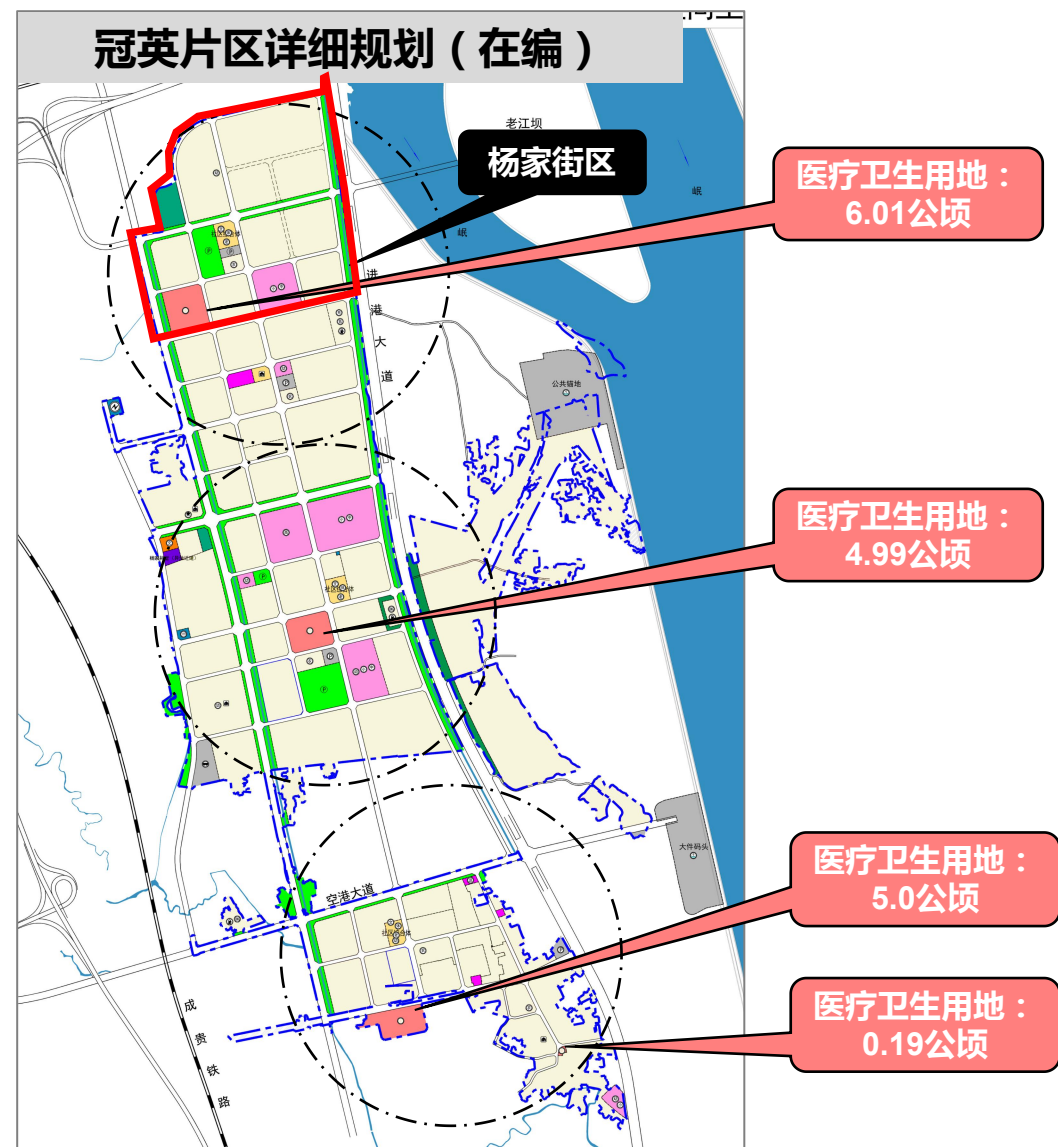 冠英片区详细规划（在编）
老江坝
杨家街区
岷
岷
医疗卫生用地：
6.01公顷
进港大道
公共锚地
医疗卫生用地：
4.99公顷
大件码头
医疗卫生用地：
5.0公顷
空港大道
医疗卫生用地：
0.19公顷
成贵铁路